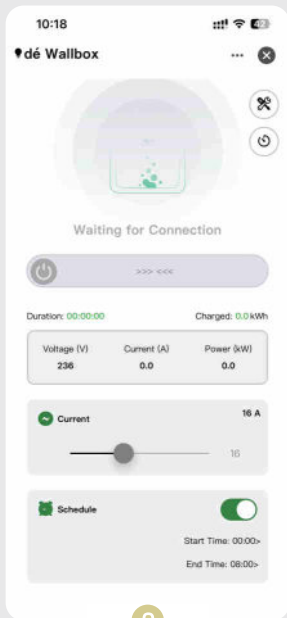 10:18
dé Wallbox
Waiting for Connection
>>> <<<
Duration: 00:00:00 Charged: 0.0 kWh
Voltage (V) Current (A) Power (kW)
236 0.0 0.0
Current 16 A
16
Schedule
Start Time: 00:00>
End Time: 08:00>